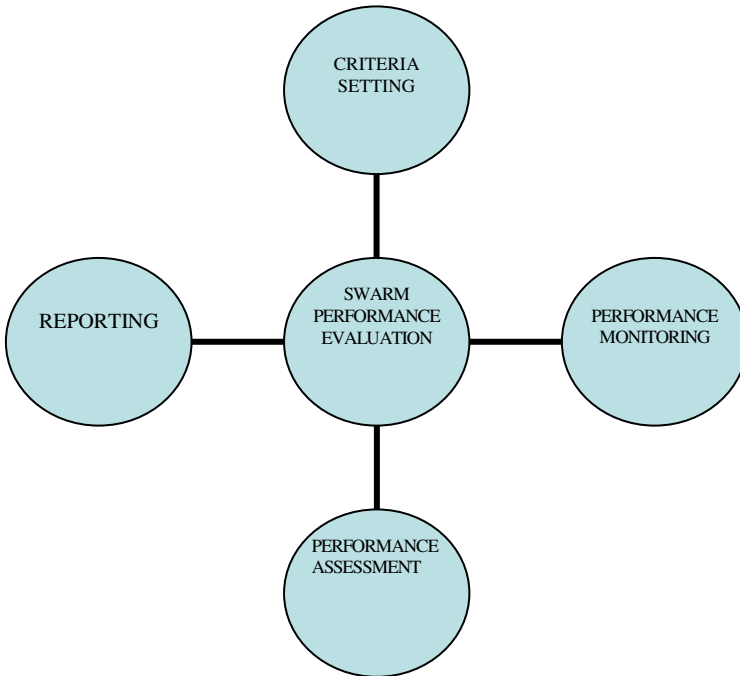 CRITERIA
SETTING
REPORTING
SWARM
PERFORMANCE
EVALUATION
PERFORMANCE
MONITORING
PERFORMANCE
ASSESSMENT